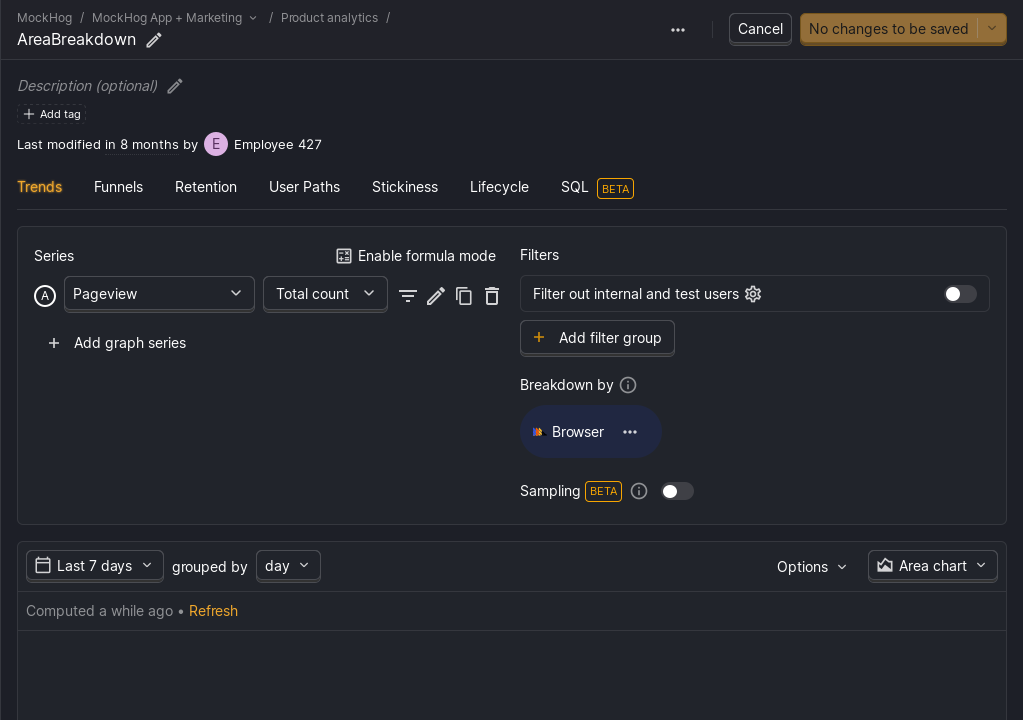 MockHog / MockHog App + Marketing / Product analytics /
AreaBreakdown
Cancel
No changes to be saved
Description (optional)
Add tag
Last modified in 8 months by E Employee 427
Trends Funnels Retention User Paths Stickiness Lifecycle SQL BETA
Series
Enable formula mode
A Pageview Total count
Add graph series
Filters
Filter out internal and test users
Add filter group
Breakdown by
Browser
Sampling BETA
Last 7 days grouped by day Options Area chart
Computed a while ago • Refresh